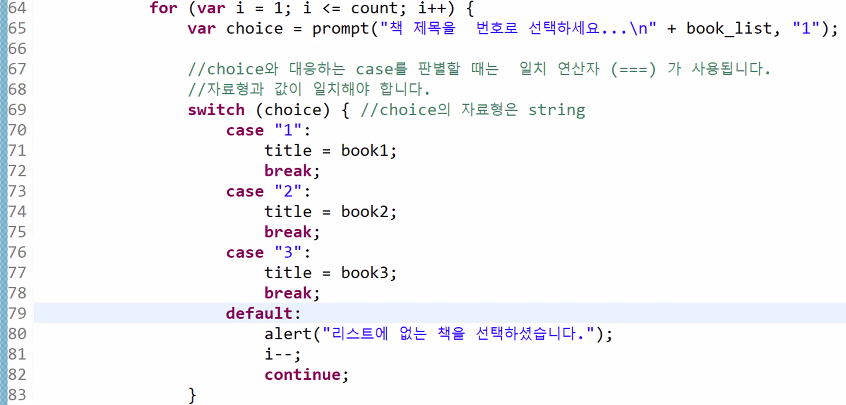 64 for (var i = 1; i <= count; i++) {
65 var choice = prompt("책 제목을 번호로 선택하세요...\n" + book_list, "1");
66
67 //choice와 대응하는 case를 판별할 때는 일치 연산자 (===) 가 사용됩니다.
68 //자료형과 값이 일치해야 합니다.
69 switch (choice) { //choice의 자료형은 string
70 case "1":
71 title = book1;
72 break;
73 case "2":
74 title = book2;
75 break;
76 case "3":
77 title = book3;
78 break;
79 default:
80 alert("리스트에 없는 책을 선택하셨습니다.");
81 i--;
82 continue;
83 }